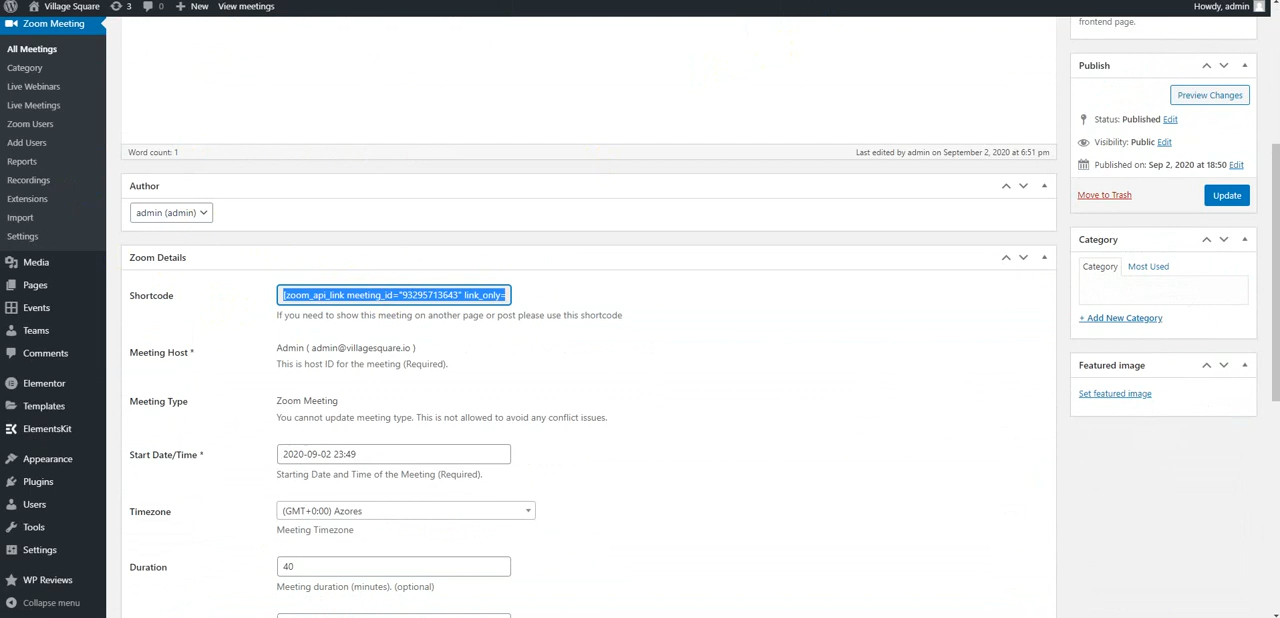 Village Square
3
0
New
View meetings
Howdy, admin
Zoom Meeting
All Meetings
Category
Live Webinars
Live Meetings
Zoom Users
Add Users
Reports
Recordings
Extensions
Import
Settings
Media
Pages
Events
Teams
Comments
Elementor
Templates
ElementsKit
Appearance
Plugins
Users
Tools
Settings
WP Reviews
Collapse menu
Word count: 1
Last edited by admin on September 2, 2020 at 6:51 pm
Author
admin (admin)
Zoom Details
Shortcode
[zoom_api_link meeting_id="93295713643" link_only=
If you need to show this meeting on another page or post please use this shortcode
Meeting Host *
Admin ( admin@villagesquare.io )
This is host ID for the meeting (Required).
Meeting Type
Zoom Meeting
You cannot update meeting type. This is not allowed to avoid any conflict issues.
Start Date/Time *
2020-09-02 23:49
Starting Date and Time of the Meeting (Required).
Timezone
(GMT+0:00) Azores
Meeting Timezone
Duration
40
Meeting duration (minutes). (optional)
frontend page.
Publish
Preview Changes
Status: Published Edit
Visibility: Public Edit
Published on: Sep 2, 2020 at 18:50 Edit
Move to Trash
Update
Category
Category
Most Used
+ Add New Category
Featured image
Set featured image